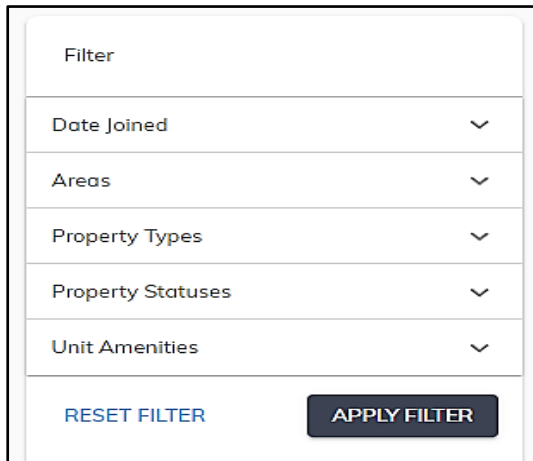 Filter
Date Joined
Areas
Property Types
Property Statuses
Unit Amenities
RESET FILTER APPLY FILTER